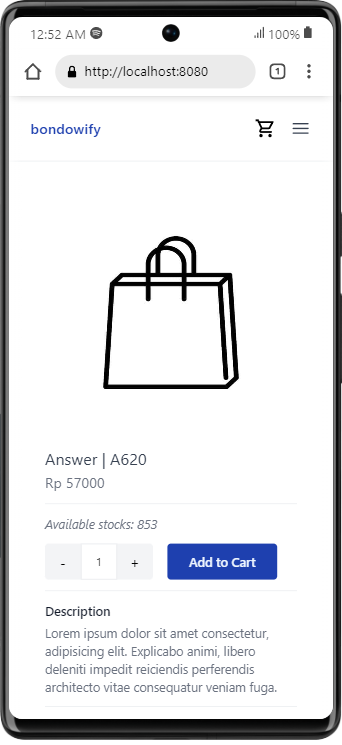 12:52 AM 100%
http://localhost:8080 1
bondowify
Answer | A620
Rp 57000
Available stocks: 853
- 1 + Add to Cart
Description
Lorem ipsum dolor sit amet consectetur,
adipisicing elit. Explicabo animi, libero
deleniti impedit reiciendis perferendis
architecto vitae consequatur veniam fuga.